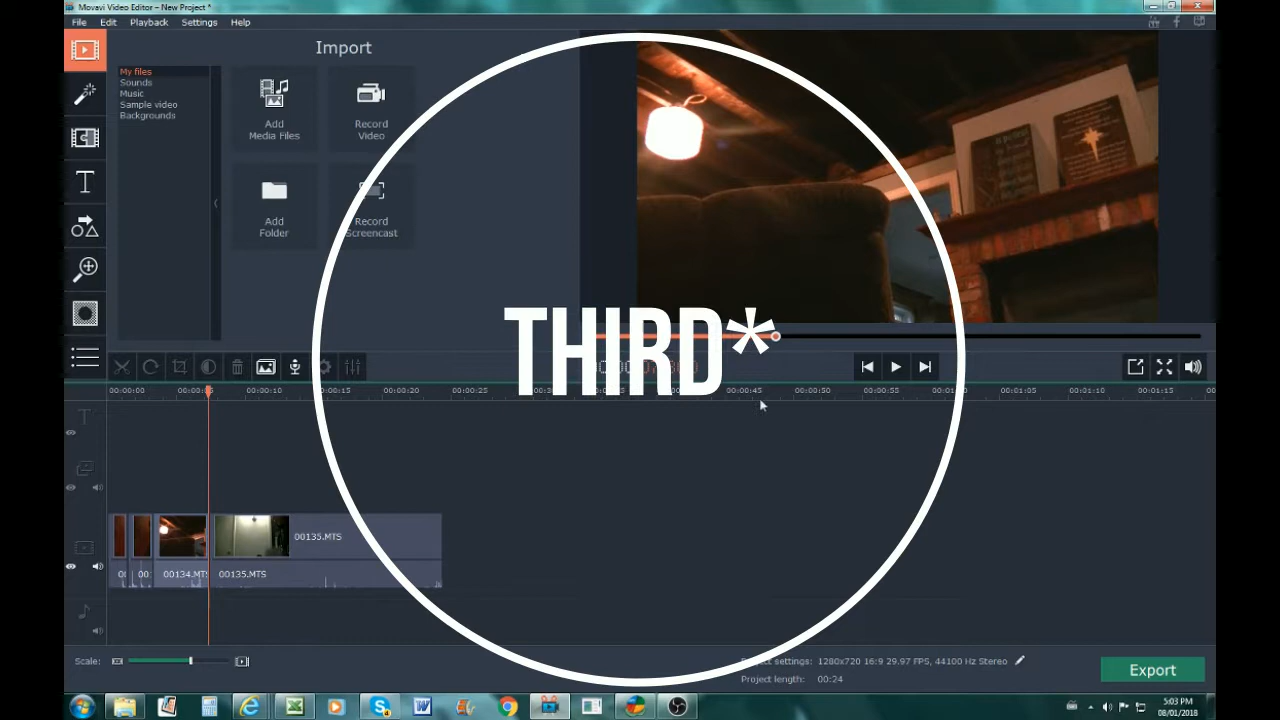 Movavi Video Editor – New Project *
File Edit Playback Settings Help
Import
My files
Sounds
Music
Sample video
Backgrounds
Add
Media Files
Record
Video
Add
Folder
Record
Screencast
THIRD*
00:00:00 00:00:10 00:00:20 00:00:25 00:00:45 00:00:50 00:00:55 00:01:05 00:01:10 00:01:15
00135.MTS
00134.MTS 00135.MTS
Scale:
Project settings: 1280x720 16:9 29.97 FPS, 44100 Hz Stereo
Project length: 00:24
Export
5:03 PM
08/01/2018